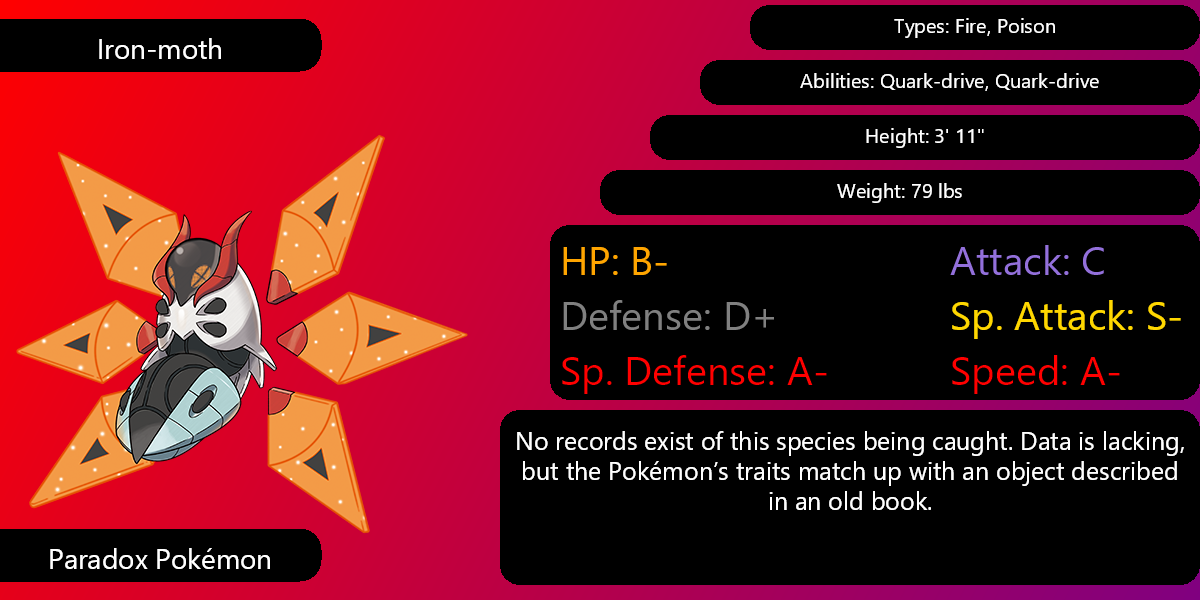 Iron-moth
Types: Fire, Poison
Abilities: Quark-drive, Quark-drive
Height: 3' 11"
Weight: 79 lbs
HP: B-
Attack: C
Defense: D+
Sp. Attack: S-
Sp. Defense: A-
Speed: A-
No records exist of this species being caught. Data is lacking,
but the Pokémon’s traits match up with an object described
in an old book.
Paradox Pokémon